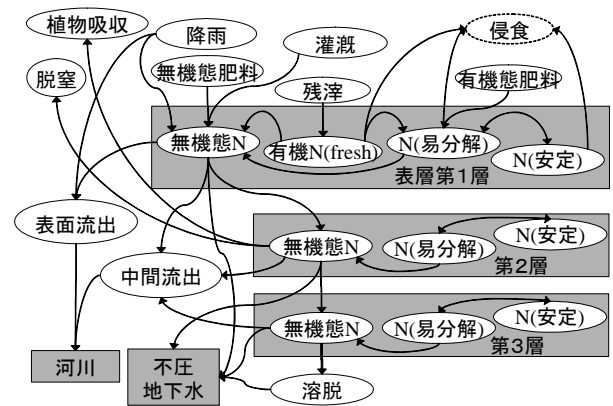 植物吸収
降雨
灌漑
侵食
脱窒
無機態肥料
残滓
有機態肥料
無機態N
有機N(fresh)
N(易分解)
N(安定)
表層第1層
表面流出
無機態N
N(易分解)
N(安定)
第2層
中間流出
無機態N
N(易分解)
N(安定)
第3層
河川
不圧
地下水
溶脱